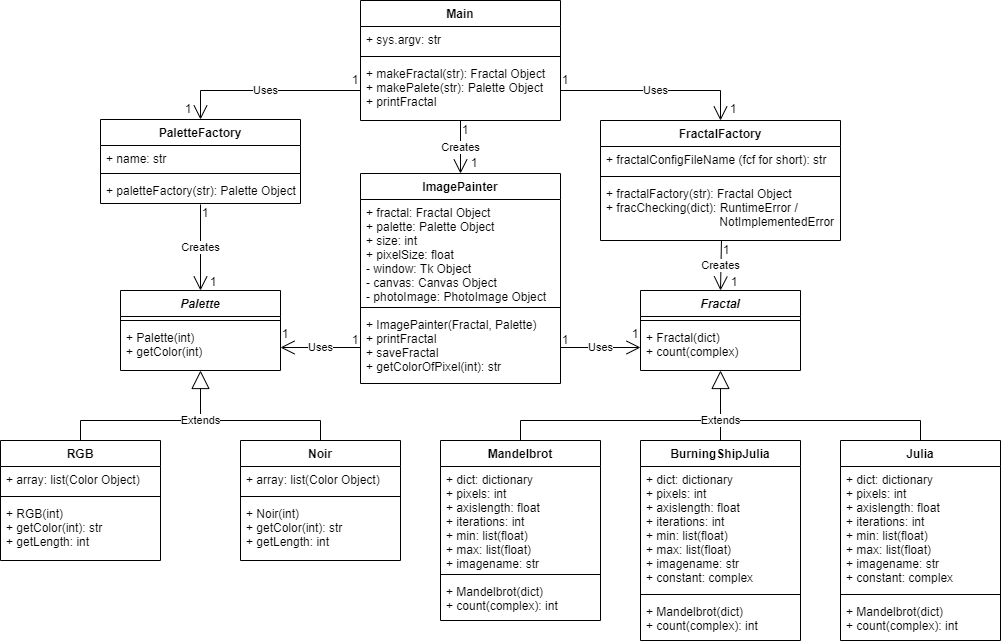 Main
+ sys.argv: str
+ makeFractal(str): Fractal Object
+ makePalete(str): Palette Object
+ printFractal
1
Uses
1
1
Uses
1
1
Creates
1
PaletteFactory
+ name: str
+ paletteFactory(str): Palette Object
1
Creates
1
ImagePainter
+ fractal: Fractal Object
+ palette: Palette Object
+ size: int
+ pixelSize: float
- window: Tk Object
- canvas: Canvas Object
- photoImage: PhotoImage Object
+ ImagePainter(Fractal, Palette)
+ printFractal
+ saveFractal
+ getColorOfPixel(int): str
FractalFactory
+ fractalConfigFileName (fcf for short): str
+ fractalFactory(str): Fractal Object
+ fracChecking(dict): RuntimeError /
NotImplementedError
1
Creates
1
Palette
+ Palette(int)
+ getColor(int)
1
Uses
1
1
Uses
1
Fractal
+ Fractal(dict)
+ count(complex)
Extends
Extends
RGB
+ array: list(Color Object)
+ RGB(int)
+ getColor(int): str
+ getLength: int
Noir
+ array: list(Color Object)
+ Noir(int)
+ getColor(int): str
+ getLength: int
Mandelbrot
+ dict: dictionary
+ pixels: int
+ axislength: float
+ iterations: int
+ min: list(float)
+ max: list(float)
+ imagename: str
+ Mandelbrot(dict)
+ count(complex): int
BurningShipJulia
+ dict: dictionary
+ pixels: int
+ axislength: float
+ iterations: int
+ min: list(float)
+ max: list(float)
+ imagename: str
+ constant: complex
+ Mandelbrot(dict)
+ count(complex): int
Julia
+ dict: dictionary
+ pixels: int
+ axislength: float
+ iterations: int
+ min: list(float)
+ max: list(float)
+ imagename: str
+ constant: complex
+ Mandelbrot(dict)
+ count(complex): int